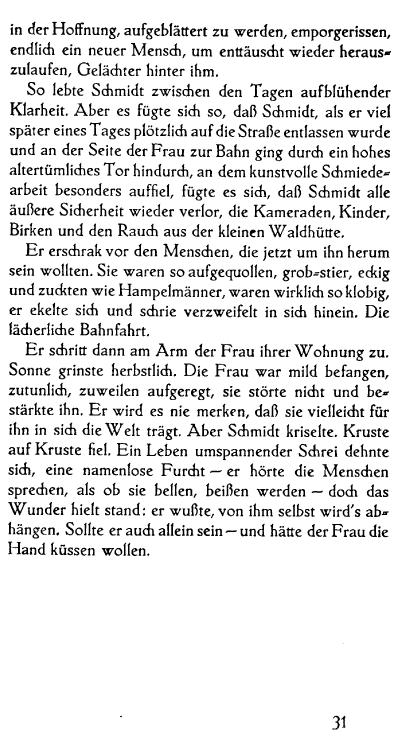 in der Hoffnung, aufgeblättert zu werden, emporgerissen,
endlich ein neuer Mensch, um enttäuscht wieder heraus-
zulaufen, Gelächter hinter ihm.
So lebte Schmidt zwischen den Tagen aufblühender
Klarheit. Aber es fügte sich so, daß Schmidt, als er viel
später eines Tages plötzlich auf die Straße entlassen wurde
und an der Seite der Frau zur Bahn ging durch ein hohes
altertümliches Tor hindurch, an dem kunstvolle Schmiede-
arbeit besonders auffiel, fügte es sich, daß Schmidt alle
äußere Sicherheit wieder verlor, die Kameraden, Kinder,
Birken und den Rauch aus der kleinen Waldhütte.
Er erschrak vor den Menschen, die jetzt um ihn herum
sein wollten. Sie waren so aufgequollen, grob-stier, eckig
und zuckten wie Hampelmänner, waren wirklich so klobig,
er ekelte sich und schrie verzweifelt in sich hinein. Die
lächerliche Bahnfahrt.
Er schritt dann am Arm der Frau ihrer Wohnung zu.
Sonne grinste herbstlich. Die Frau war mild befangen,
zutunlich, zuweilen aufgeregt, sie störte nicht und be-
stärkte ihn. Er wird es nie merken, daß sie vielleicht für
ihn in sich die Welt trägt. Aber Schmidt kriselte. Kruste
auf Kruste fiel. Ein Leben umspannender Schrei dehnte
sich, eine namenlose Furcht — er hörte die Menschen
sprechen, als ob sie bellen, beißen werden — doch das
Wunder hielt stand: er wußte, von ihm selbst wird's ab-
hängen. Sollte er auch allein sein — und hätte der Frau die
Hand küssen wollen.
31